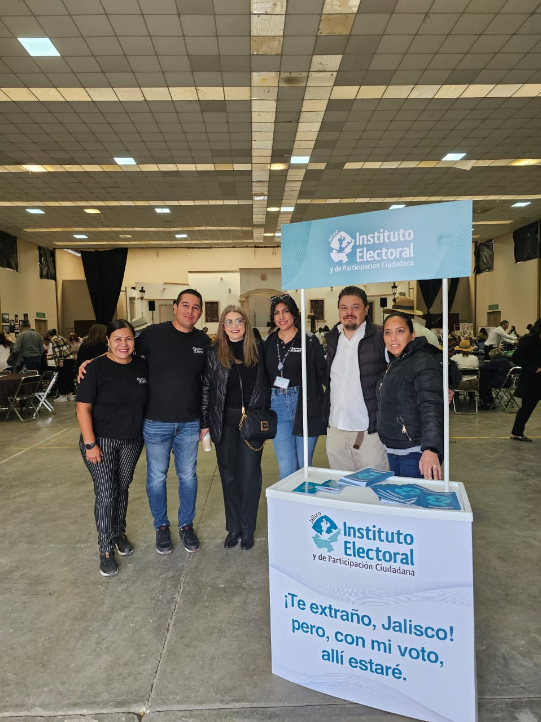 Instituto
Electoral
y de Participación Ciudadana
Jalisco
Instituto
Electoral
y de Participación Ciudadana
¡Te extraño, Jalisco!
pero, con mi voto,
allí estaré.